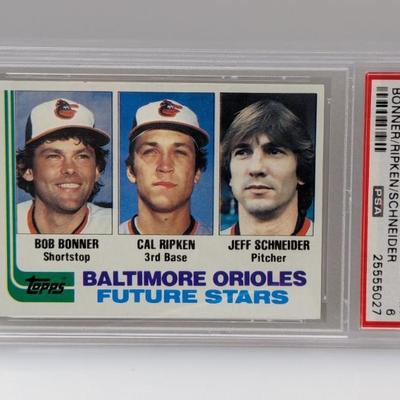 BOB BONNER
Shortstop
CAL RIPKEN
3rd Base
JEFF SCHNEIDER
Pitcher
Topps
BALTIMORE ORIOLES
FUTURE STARS
BONNER/RIPKEN/SCHNEIDER
PSA
6
25555027